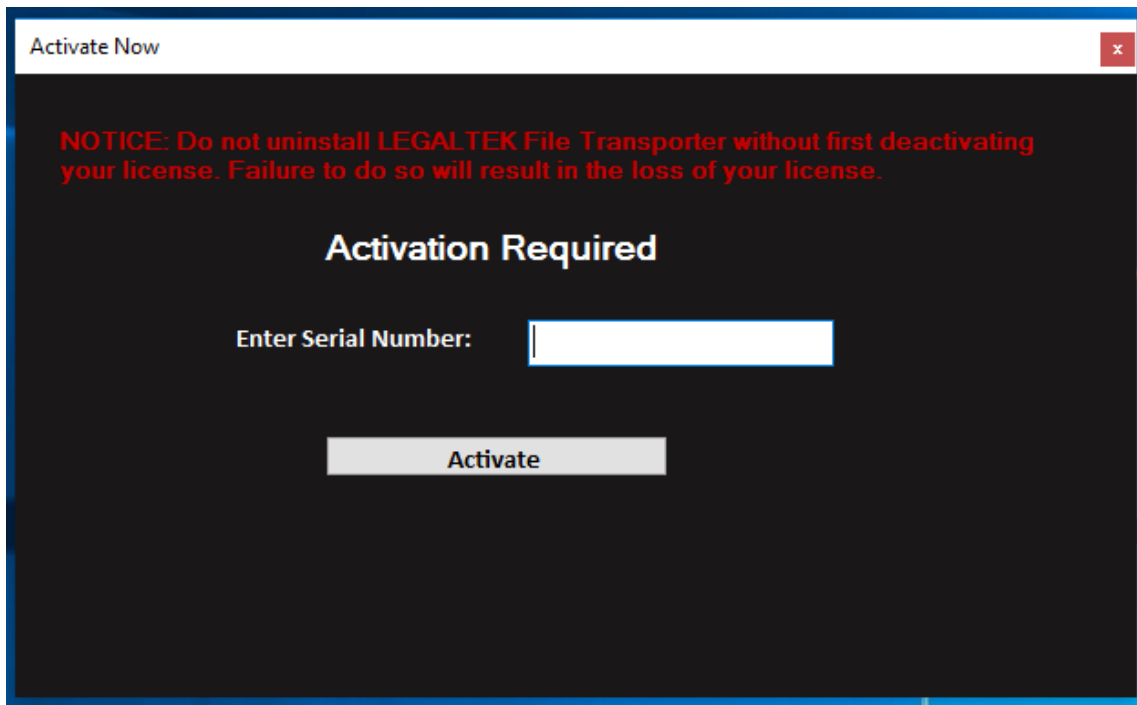 Activate Now
x
NOTICE: Do not uninstall LEGALTEK File Transporter without first deactivating
your license. Failure to do so will result in the loss of your license.
Activation Required
Enter Serial Number:
Activate